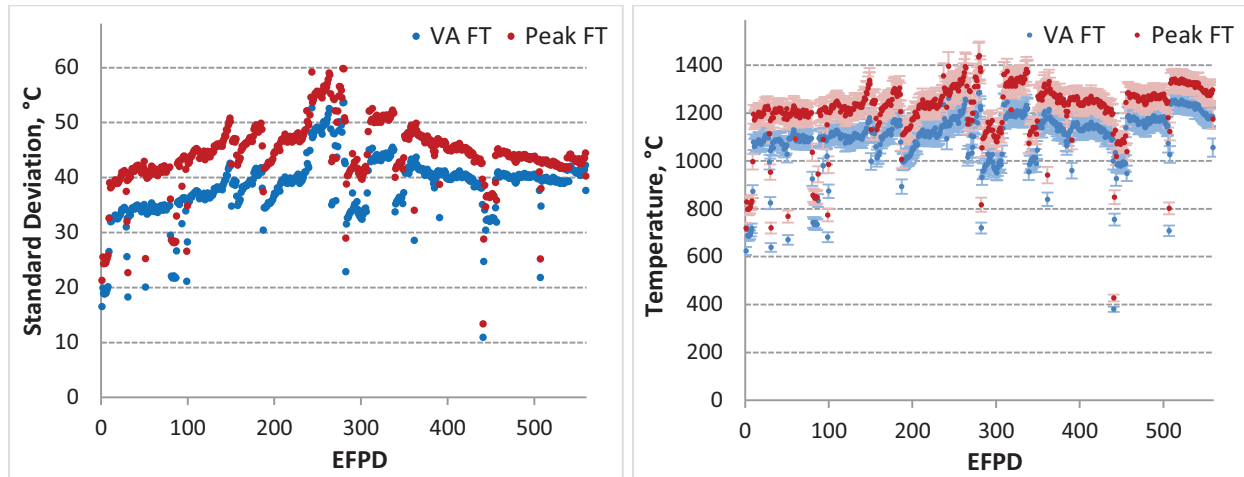 VA FT Peak FT
Standard Deviation, °C
60
50
40
30
20
10
0
0 100 200 300 400 500
EFPD
VA FT Peak FT
Temperature, °C
1400
1200
1000
800
600
400
200
0
0 100 200 300 400 500
EFPD